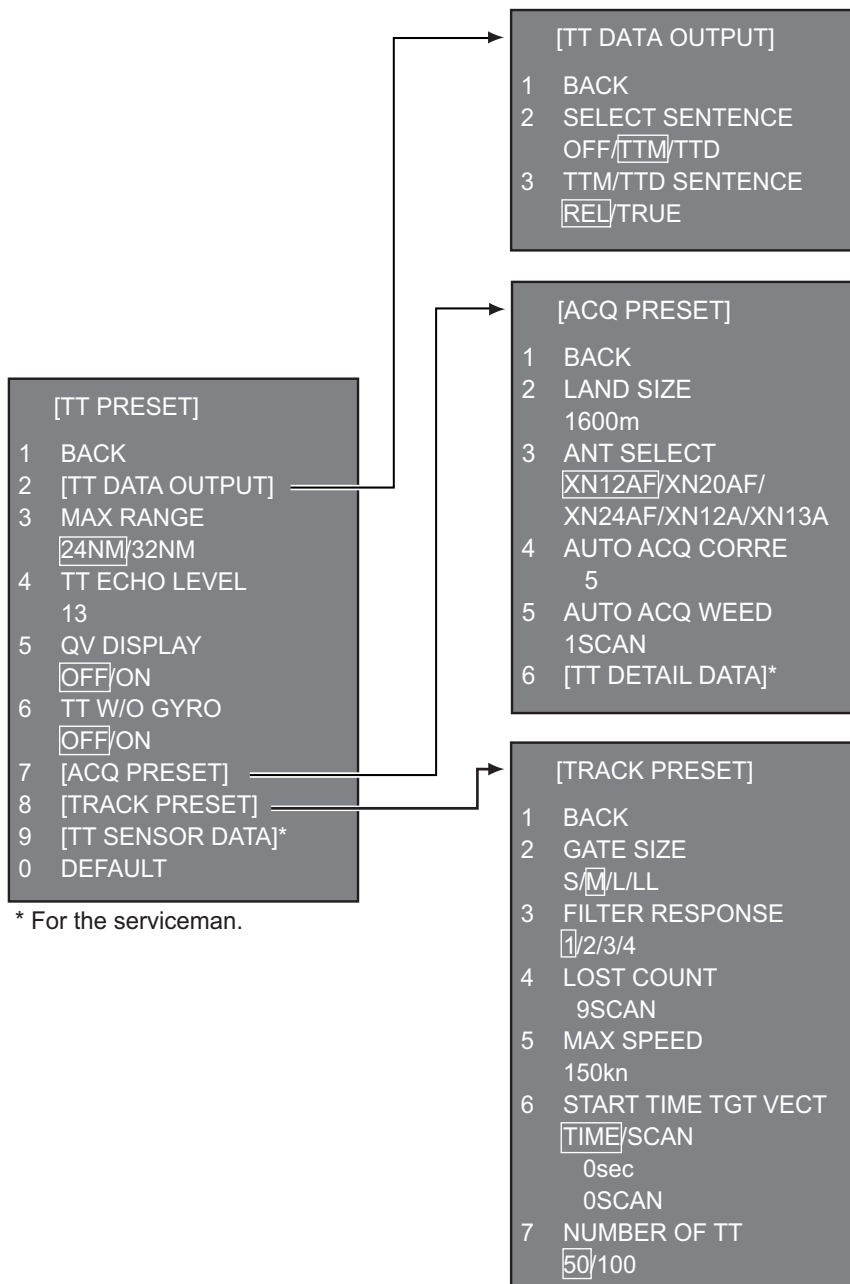 [TT PRESET]
1 BACK
2 [TT DATA OUTPUT]
3 MAX RANGE
24NM/32NM
4 TT ECHO LEVEL
13
5 QV DISPLAY
OFF/ON
6 TT W/O GYRO
OFF/ON
7 [ACQ PRESET]
8 [TRACK PRESET]
9 [TT SENSOR DATA]*
0 DEFAULT
* For the serviceman.
[TT DATA OUTPUT]
1 BACK
2 SELECT SENTENCE
OFF/TTM/TTD
3 TTM/TTD SENTENCE
REL/TRUE
[ACQ PRESET]
1 BACK
2 LAND SIZE
1600m
3 ANT SELECT
XN12AF/XN20AF/
XN24AF/XN12A/XN13A
4 AUTO ACQ CORRE
5
5 AUTO ACQ WEED
1SCAN
6 [TT DETAIL DATA]*
[TRACK PRESET]
1 BACK
2 GATE SIZE
S/M/L/LL
3 FILTER RESPONSE
1/2/3/4
4 LOST COUNT
9SCAN
5 MAX SPEED
150kn
6 START TIME TGT VECT
TIME/SCAN
0sec
0SCAN
7 NUMBER OF TT
50/100